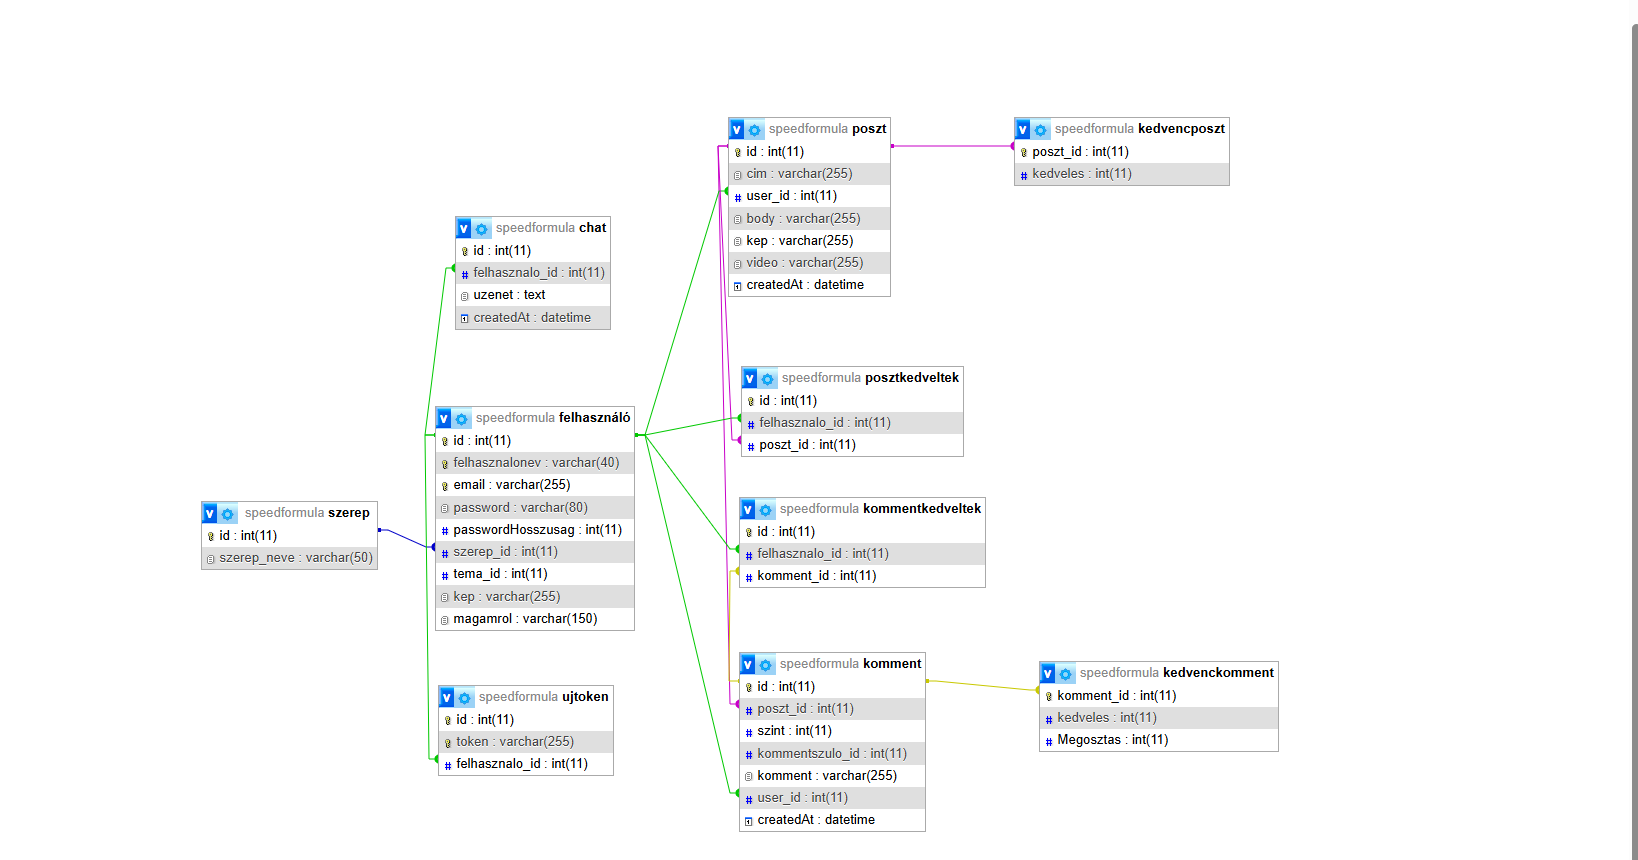 speedformula poszt
id : int(11)
cim : varchar(255)
user_id : int(11)
body : varchar(255)
kep : varchar(255)
video : varchar(255)
createdAt : datetime
speedformula kedvencposzt
poszt_id : int(11)
kedveles : int(11)
speedformula chat
id : int(11)
felhasznalo_id : int(11)
uzenet : text
createdAt : datetime
speedformula posztkedveltek
id : int(11)
felhasznalo_id : int(11)
poszt_id : int(11)
speedformula felhasználó
id : int(11)
felhasznalonev : varchar(40)
email : varchar(255)
password : varchar(80)
passwordHosszusag : int(11)
szerep_id : int(11)
tema_id : int(11)
kep : varchar(255)
magamrol : varchar(150)
speedformula szerep
id : int(11)
szerep_neve : varchar(50)
speedformula kommentkedveltek
id : int(11)
felhasznalo_id : int(11)
komment_id : int(11)
speedformula komment
id : int(11)
poszt_id : int(11)
szint : int(11)
kommentszulo_id : int(11)
komment : varchar(255)
user_id : int(11)
createdAt : datetime
speedformula kedvenckomment
komment_id : int(11)
kedveles : int(11)
Megosztas : int(11)
speedformula ujtoken
id : int(11)
token : varchar(255)
felhasznalo_id : int(11)